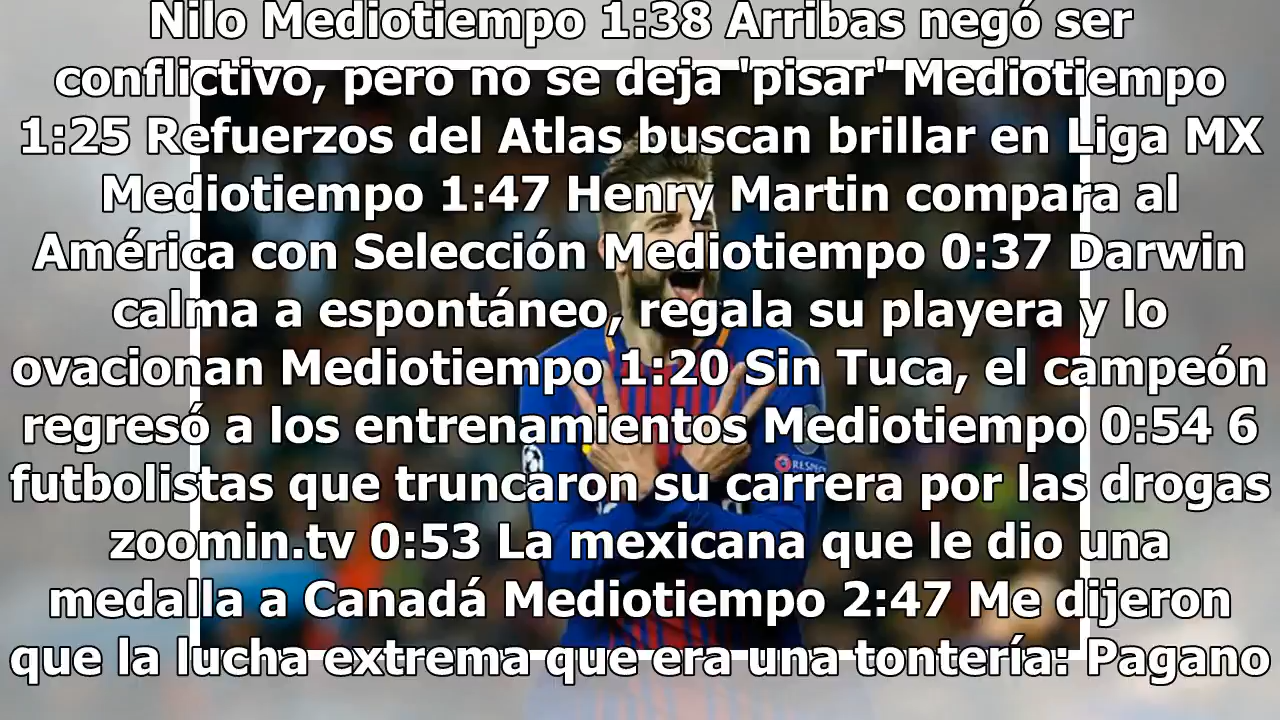 Nilo Mediotiempo 1:38 Arribas negó ser
conflictivo, pero no se deja 'pisar' Mediotiempo
1:25 Refuerzos del Atlas buscan brillar en Liga MX
Mediotiempo 1:47 Henry Martin compara al
América con Selección Mediotiempo 0:37 Darwin
calma a espontáneo, regala su playera y lo
ovacionan Mediotiempo 1:20 Sin Tuca, el campeón
regresó a los entrenamientos Mediotiempo 0:54 6
futbolistas que truncaron su carrera por las drogas
zoomin.tv 0:53 La mexicana que le dio una
medalla a Canadá Mediotiempo 2:47 Me dijeron
que la lucha extrema que era una tontería: Pagano
RESPECT